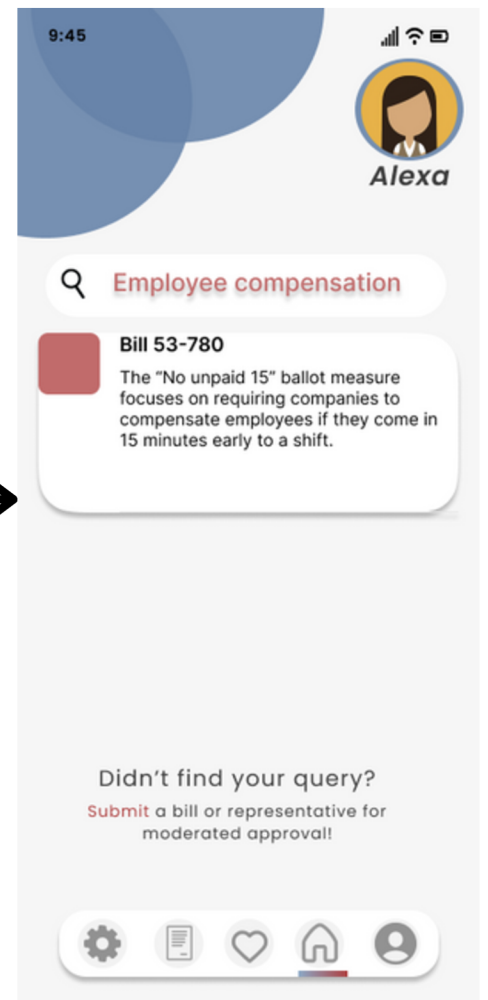 9:45
Alexa
Employee compensation
Bill 53-780
The “No unpaid 15” ballot measure
focuses on requiring companies to
compensate employees if they come in
15 minutes early to a shift.
Didn’t find your query?
Submit a bill or representative for
moderated approval!